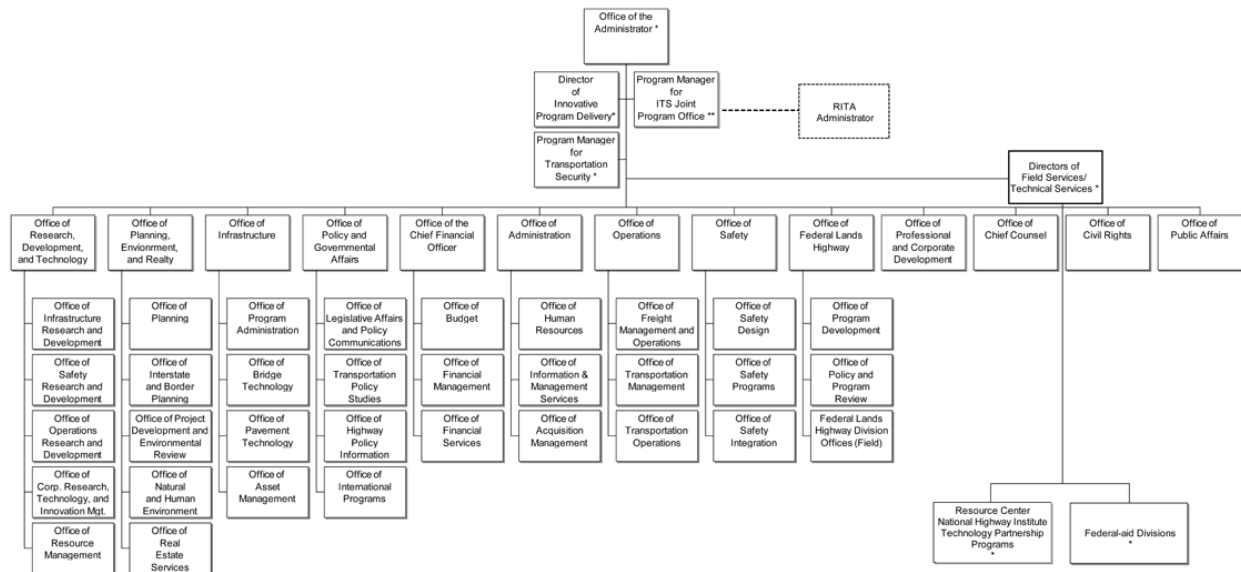 Office of the
Administrator *
Director
of
Innovative
Program Delivery*
Program Manager
for
ITS Joint
Program Office **
RITA
Administrator
Program Manager
for
Transportation
Security *
Directors of
Field Services/
Technical Services *
Office of
Research,
Development,
and Technology
Office of
Planning,
Envionrment,
and Realty
Office of
Infrastructure
Office of
Policy and
Governmental
Affairs
Office of the
Chief Financial
Officer
Office of
Administration
Office of
Operations
Office of
Safety
Office of
Federal Lands
Highway
Office of
Professional
and Corporate
Development
Office of
Chief Counsel
Office of
Civil Rights
Office of
Public Affairs
Office of
Infrastructure
Research and
Development
Office of
Planning
Office of
Program
Administration
Office of
Legislative Affairs
and Policy
Communications
Office of
Budget
Office of
Human
Resources
Office of
Freight
Management and
Operations
Office of
Safety
Design
Office of
Program
Development
Office of
Safety
Research and
Development
Office of
Interstate
and Border
Planning
Office of
Bridge
Technology
Office of
Transportation
Policy
Studies
Office of
Financial
Management
Office of
Information &
Management
Services
Office of
Transportation
Management
Office of
Safety
Programs
Office of
Policy and
Program
Review
Office of
Operations
Research and
Development
Office of Project
Development and
Environmental
Review
Office of
Pavement
Technology
Office of
Highway
Policy
Information
Office of
Financial
Services
Office of
Acquisition
Management
Office of
Transportation
Operations
Office of
Safety
Integration
Federal Lands
Highway Division
Offices (Field)
Office of
Corp. Research,
Technology, and
Innovation Mgt.
Office of
Natural
and Human
Environment
Office of
Asset
Management
Office of
International
Programs
Office of
Resource
Management
Office of
Real
Estate
Services
Resource Center
National Highway Institute
Technology Partnership
Programs
*
Federal-aid Divisions
*